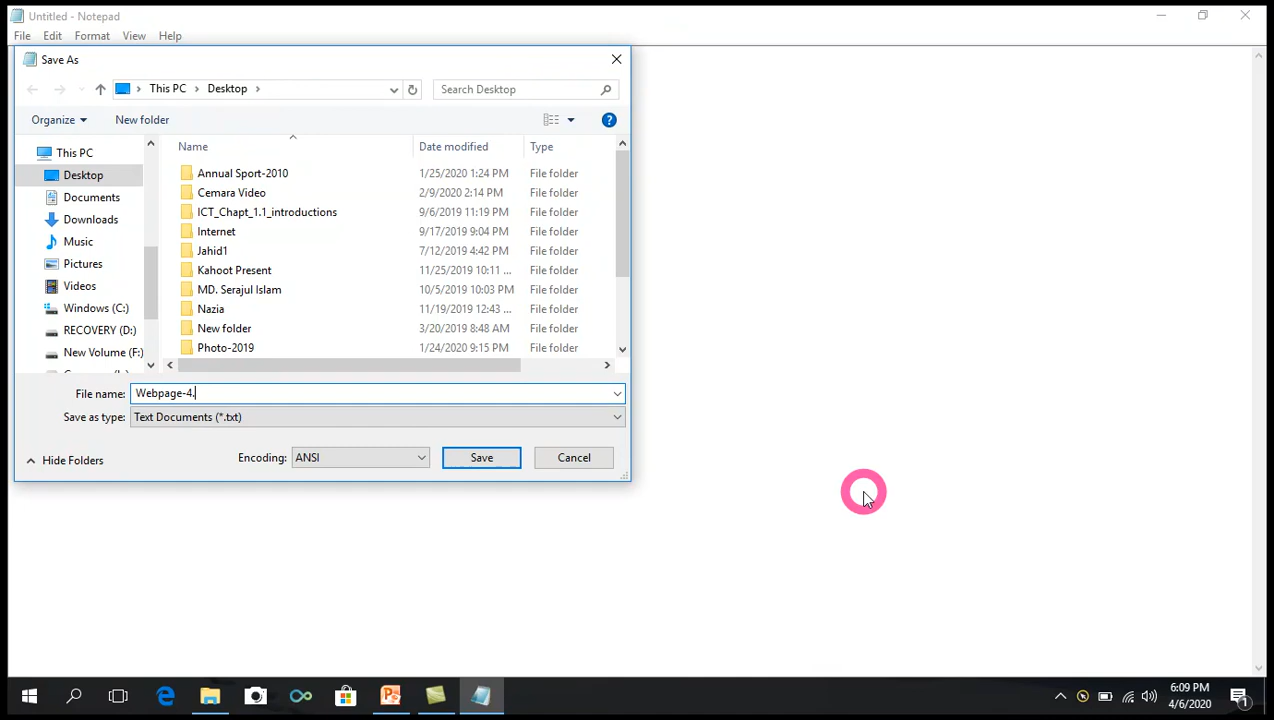 Untitled - Notepad
File Edit Format View Help
Save As
This PC Desktop Search Desktop
Organize New folder
Name Date modified Type
This PC
Desktop
Documents
Downloads
Music
Pictures
Videos
Windows (C:)
RECOVERY (D:)
New Volume (F:)
Annual Sport-2010 1/25/2020 1:24 PM File folder
Cemara Video 2/9/2020 2:14 PM File folder
ICT_Chapt_1.1_introductions 9/6/2019 11:19 PM File folder
Internet 9/17/2019 9:04 PM File folder
Jahid1 7/12/2019 4:42 PM File folder
Kahoot Present 11/25/2019 10:11 ... File folder
MD. Serajul Islam 10/5/2019 10:03 PM File folder
Nazia 11/19/2019 12:43 ... File folder
New folder 3/20/2019 8:48 AM File folder
Photo-2019 1/24/2020 9:15 PM File folder
File name: Webpage-4.
Save as type: Text Documents (*.txt)
Hide Folders Encoding: ANSI Save Cancel
6:09 PM
4/6/2020
1